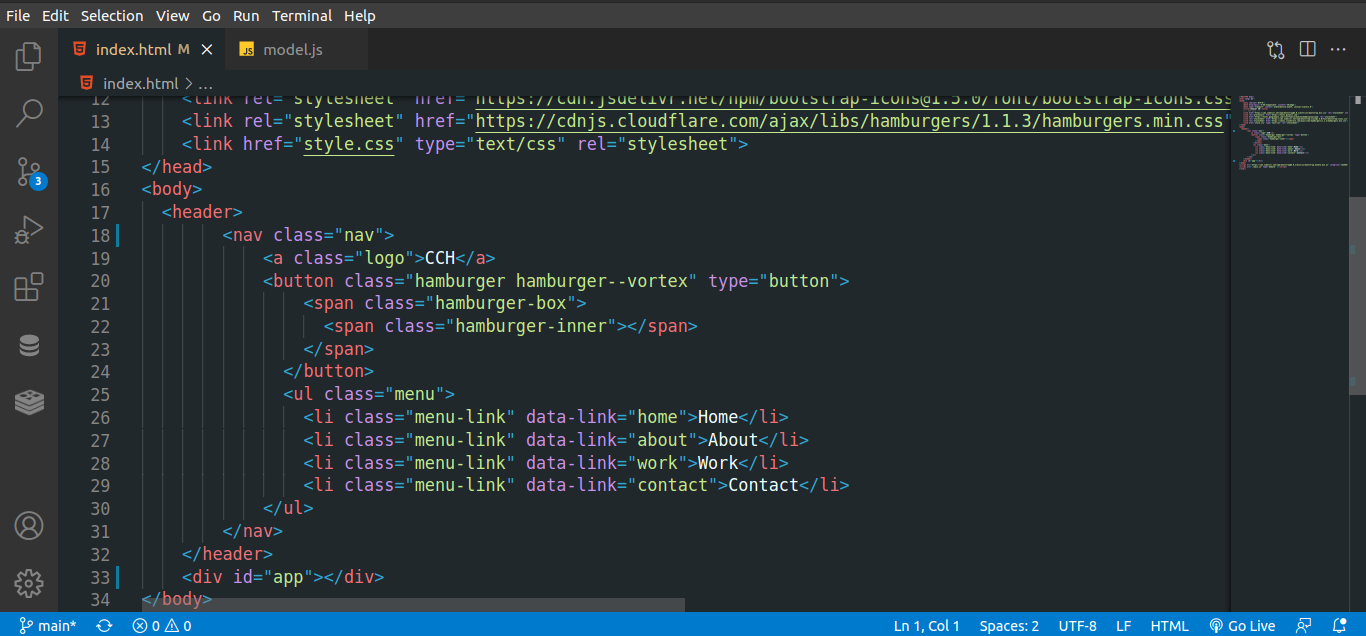 File Edit Selection View Go Run Terminal Help
index.html M × JS model.js ···
index.html > ...
12 <link rel="stylesheet" href="https://cdn.jsdelivr.net/npm/bootstrap-icons@1.5.0/font/bootstrap-icons.css
13 <link rel="stylesheet" href="https://cdnjs.cloudflare.com/ajax/libs/hamburgers/1.1.3/hamburgers.min.css"
14 <link href="style.css" type="text/css" rel="stylesheet">
15 </head>
16 <body>
17 <header>
18 <nav class="nav">
19 <a class="logo">CCH</a>
20 <button class="hamburger hamburger--vortex" type="button">
21 <span class="hamburger-box">
22 <span class="hamburger-inner"></span>
23 </span>
24 </button>
25 <ul class="menu">
26 <li class="menu-link" data-link="home">Home</li>
27 <li class="menu-link" data-link="about">About</li>
28 <li class="menu-link" data-link="work">Work</li>
29 <li class="menu-link" data-link="contact">Contact</li>
30 </ul>
31 </nav>
32 </header>
33 <div id="app"></div>
34 </body>
3
main* 0 0 Ln 1, Col 1 Spaces: 2 UTF-8 LF HTML Go Live